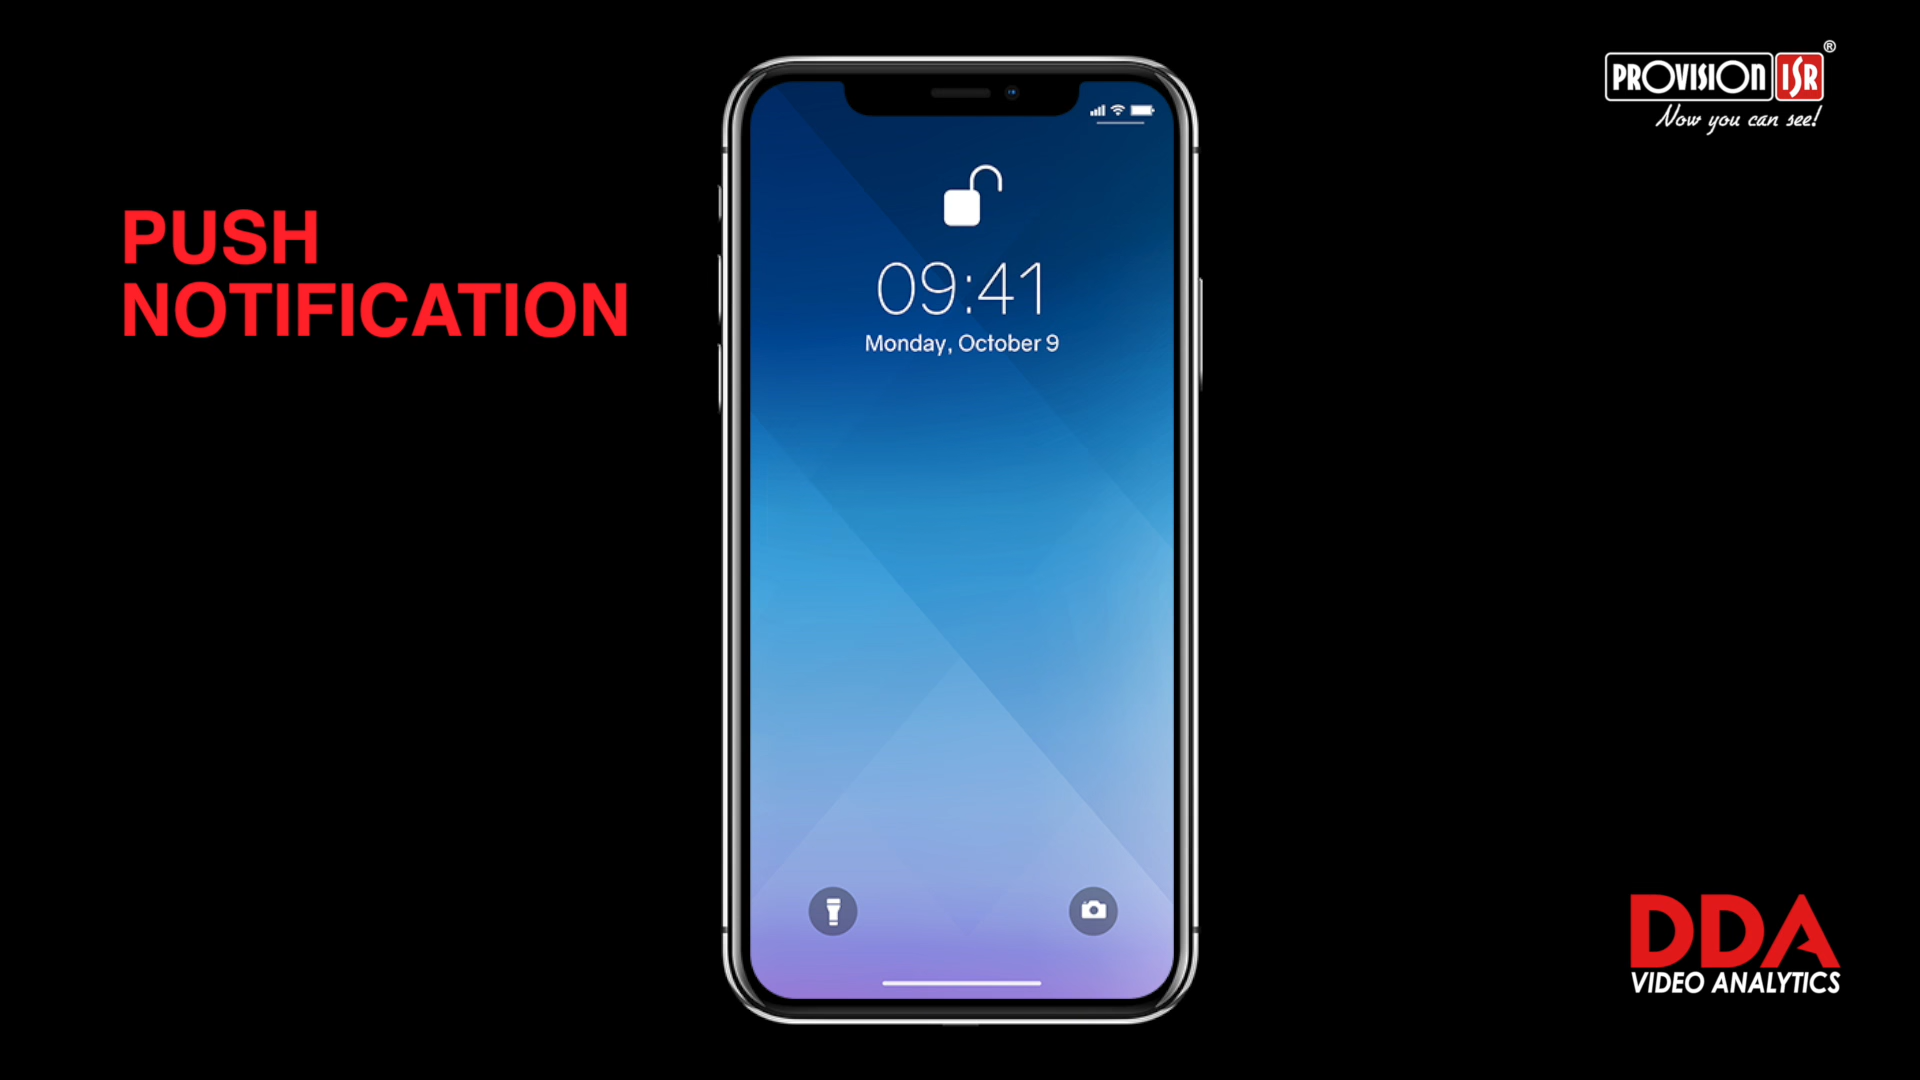 PROVISION ISR ®
Now you can see!
PUSH
NOTIFICATION
09:41
Monday, October 9
DDA
VIDEO ANALYTICS